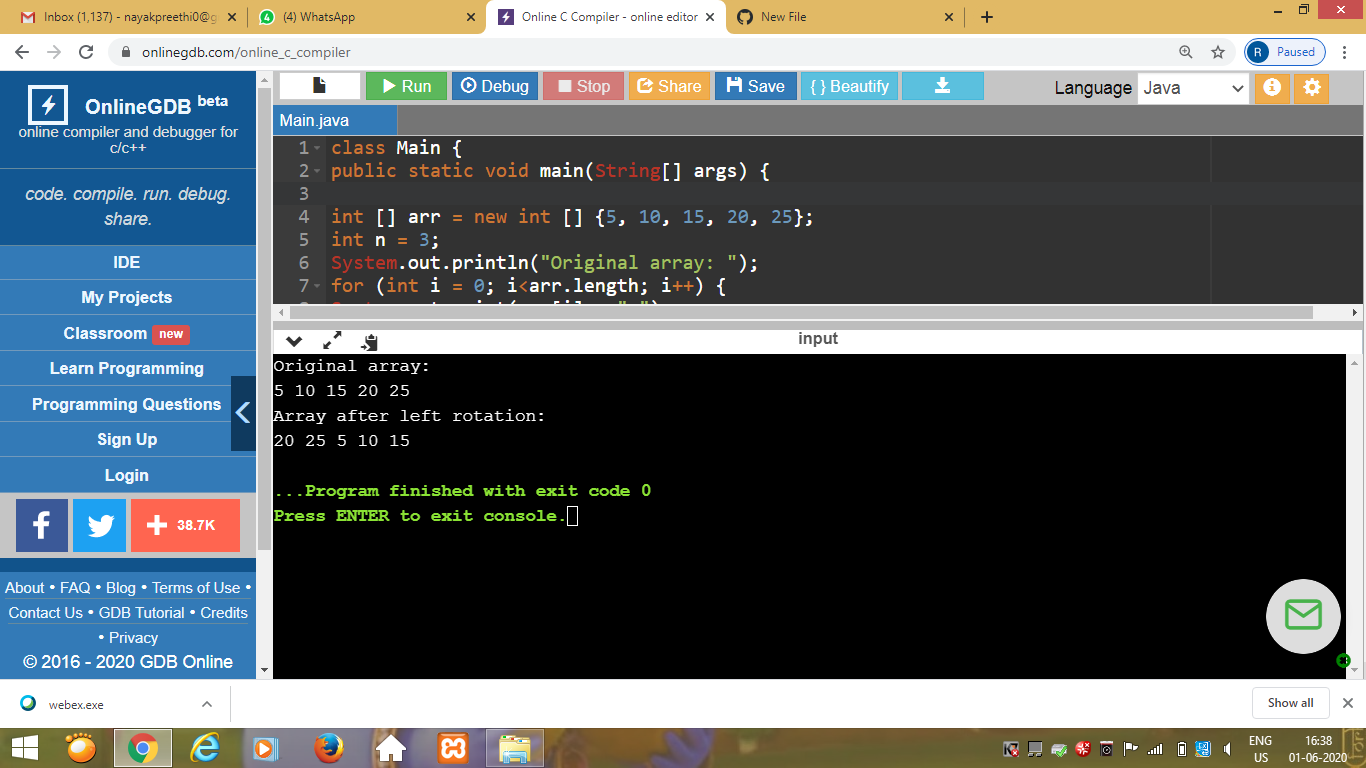 Inbox (1,137) - nayakpreethi0@g
(4) WhatsApp
Online C Compiler - online editor
New File
onlinegdb.com/online_c_compiler
R Paused
OnlineGDB beta
online compiler and debugger for
c/c++
code. compile. run. debug.
share.
IDE
My Projects
Classroom new
Learn Programming
Programming Questions
Sign Up
Login
38.7K
About • FAQ • Blog • Terms of Use •
Contact Us • GDB Tutorial • Credits
• Privacy
© 2016 - 2020 GDB Online
Run Debug Stop Share Save { } Beautify
Language Java
Main.java
1 class Main {
2 public static void main(String[] args) {
3
4 int [] arr = new int [] {5, 10, 15, 20, 25};
5 int n = 3;
6 System.out.println("Original array: ");
7 for (int i = 0; i<arr.length; i++) {
input
Original array:
5 10 15 20 25
Array after left rotation:
20 25 5 10 15
...Program finished with exit code 0
Press ENTER to exit console.
webex.exe
Show all
ENG
US
16:38
01-06-2020